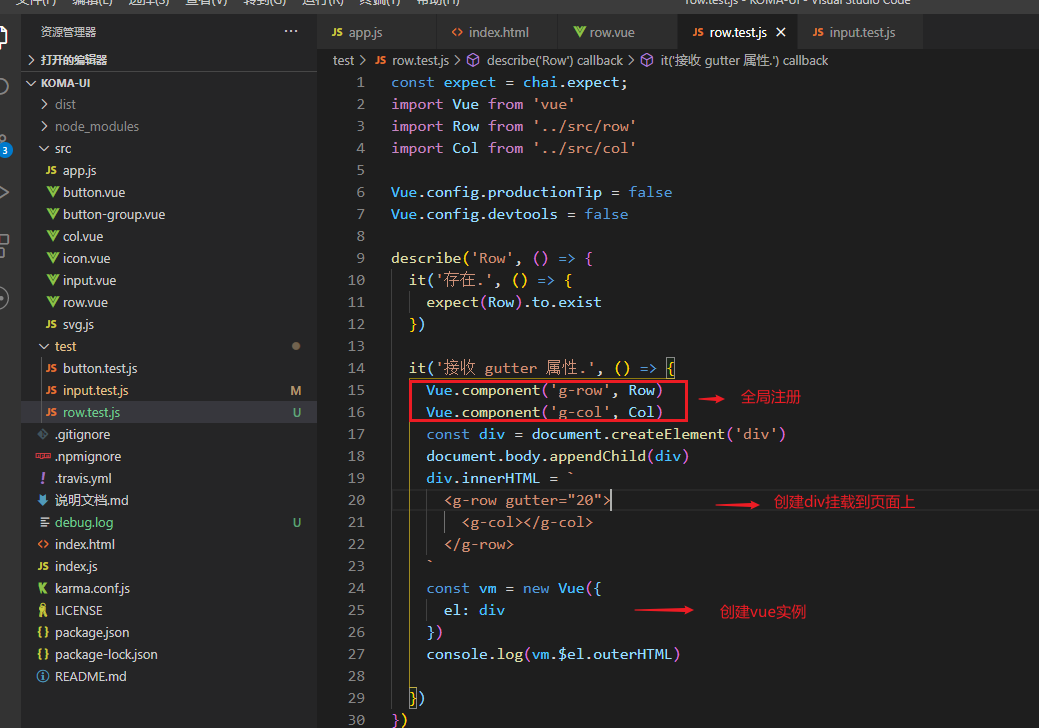 文件(F) 编辑(E) 选择(S) 查看(V) 转到(G) 运行(R) 终端(T) 帮助(H) row.test.js - KOMA-UI - Visual Studio Code
资源管理器 ···
打开的编辑器
KOMA-UI
dist
node_modules
src
app.js
button.vue
button-group.vue
col.vue
icon.vue
input.vue
row.vue
svg.js
test
button.test.js
input.test.js M
row.test.js U
.gitignore
.npmignore
.travis.yml
说明文档.md
debug.log U
index.html
index.js
karma.conf.js
LICENSE
package.json
package-lock.json
README.md
3
JS app.js <> index.html row.vue JS row.test.js × JS input.test.js
test > JS row.test.js > describe('Row') callback > it('接收 gutter 属性.') callback
1 const expect = chai.expect;
2 import Vue from 'vue'
3 import Row from '../src/row'
4 import Col from '../src/col'
5
6 Vue.config.productionTip = false
7 Vue.config.devtools = false
8
9 describe('Row', () => {
10 it('存在.', () => {
11 expect(Row).to.exist
12 })
13
14 it('接收 gutter 属性.', () => {
15 Vue.component('g-row', Row)
16 Vue.component('g-col', Col)
全局注册
17 const div = document.createElement('div')
18 document.body.appendChild(div)
19 div.innerHTML = `
20 <g-row gutter="20">
创建div挂载到页面上
21 <g-col></g-col>
22 </g-row>
23 `
24 const vm = new Vue({
25 el: div
创建vue实例
26 })
27 console.log(vm.$el.outerHTML)
28
29 })
30 })